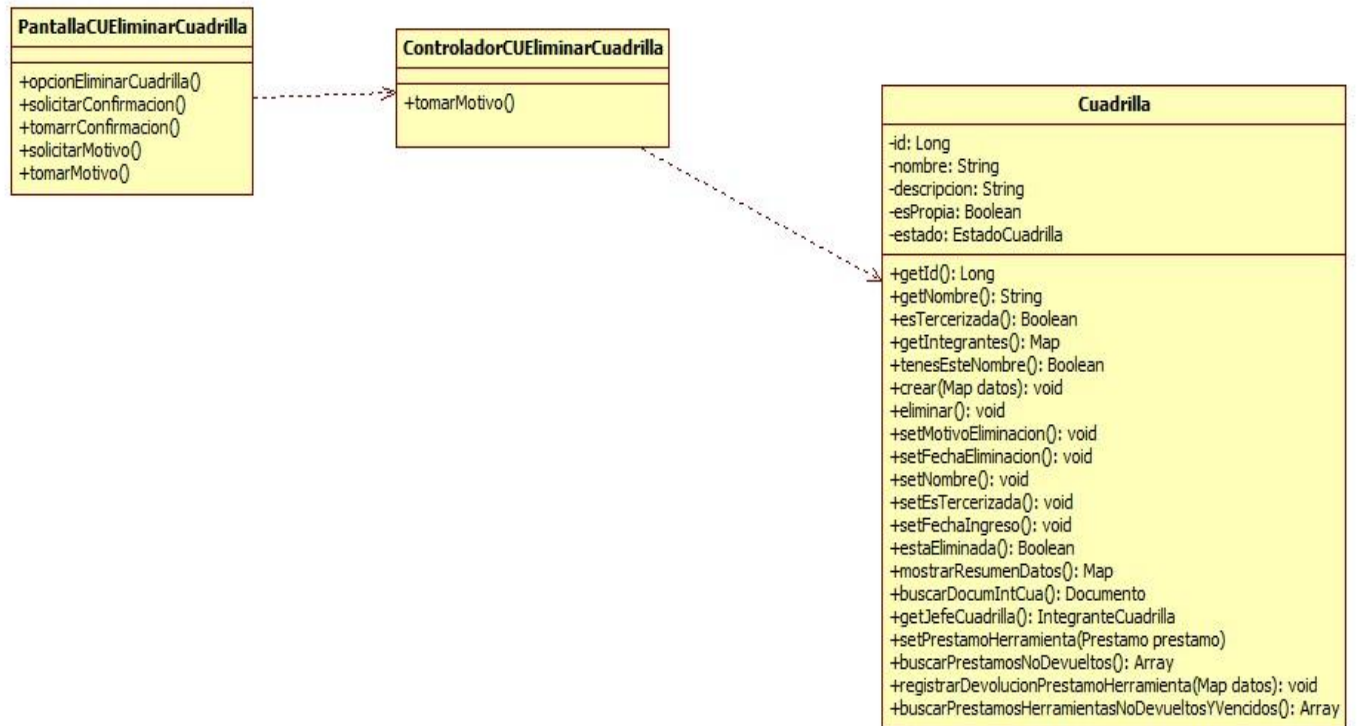 PantallaCUEliminarCuadrilla
+opcionEliminarCuadrilla()
+solicitarConfirmacion()
+tomarrConfirmacion()
+solicitarMotivo()
+tomarMotivo()
ControladorCUEliminarCuadrilla
+tomarMotivo()
Cuadrilla
-id: Long
-nombre: String
-descripcion: String
-esPropia: Boolean
-estado: EstadoCuadrilla
+getId(): Long
+getNombre(): String
+esTercerizada(): Boolean
+getIntegrantes(): Map
+tenesEsteNombre(): Boolean
+crear(Map datos): void
+eliminar(): void
+setMotivoEliminacion(): void
+setFechaEliminacion(): void
+setNombre(): void
+setEsTercerizada(): void
+setFechaIngreso(): void
+estaEliminada(): Boolean
+mostrarResumenDatos(): Map
+buscarDocumIntCua(): Documento
+getJefeCuadrilla(): IntegranteCuadrilla
+setPrestamoHerramienta(Prestamo prestamo)
+buscarPrestamosNoDevueltos(): Array
+registrarDevolucionPrestamoHerramienta(Map datos): void
+buscarPrestamosHerramientasNoDevueltosYVencidos(): Array